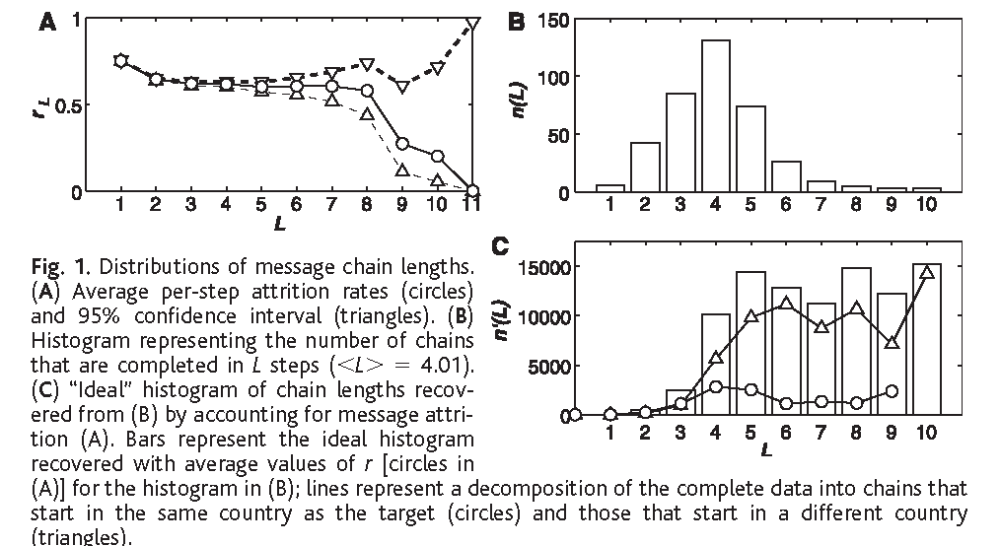 A
1
0.5
0
r_L
1 2 3 4 5 6 7 8 9 10 11
L
B
150
100
50
0
n(L)
1 2 3 4 5 6 7 8 9 10
C
15000
10000
5000
0
n'(L)
1 2 3 4 5 6 7 8 9 10
L
Fig. 1. Distributions of message chain lengths.
(A) Average per-step attrition rates (circles)
and 95% confidence interval (triangles). (B)
Histogram representing the number of chains
that are completed in L steps (<L> = 4.01).
(C) “Ideal” histogram of chain lengths recov-
ered from (B) by accounting for message attri-
tion (A). Bars represent the ideal histogram
recovered with average values of r [circles in
(A)] for the histogram in (B); lines represent a decomposition of the complete data into chains that
start in the same country as the target (circles) and those that start in a different country
(triangles).